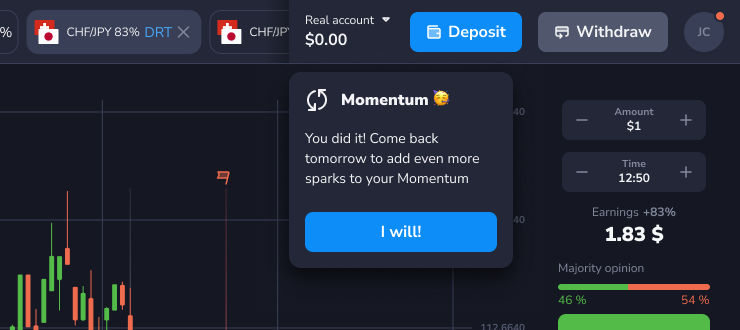 %
CHF/JPY 83% DRT
CHF/JPY
Real account
$0.00
Deposit
Withdraw
JC
Momentum
You did it! Come back
tomorrow to add even more
sparks to your Momentum
I will!
40
40
112.6640
Amount
$1
Time
12:50
Earnings +83%
1.83 $
Majority opinion
46 % 54 %